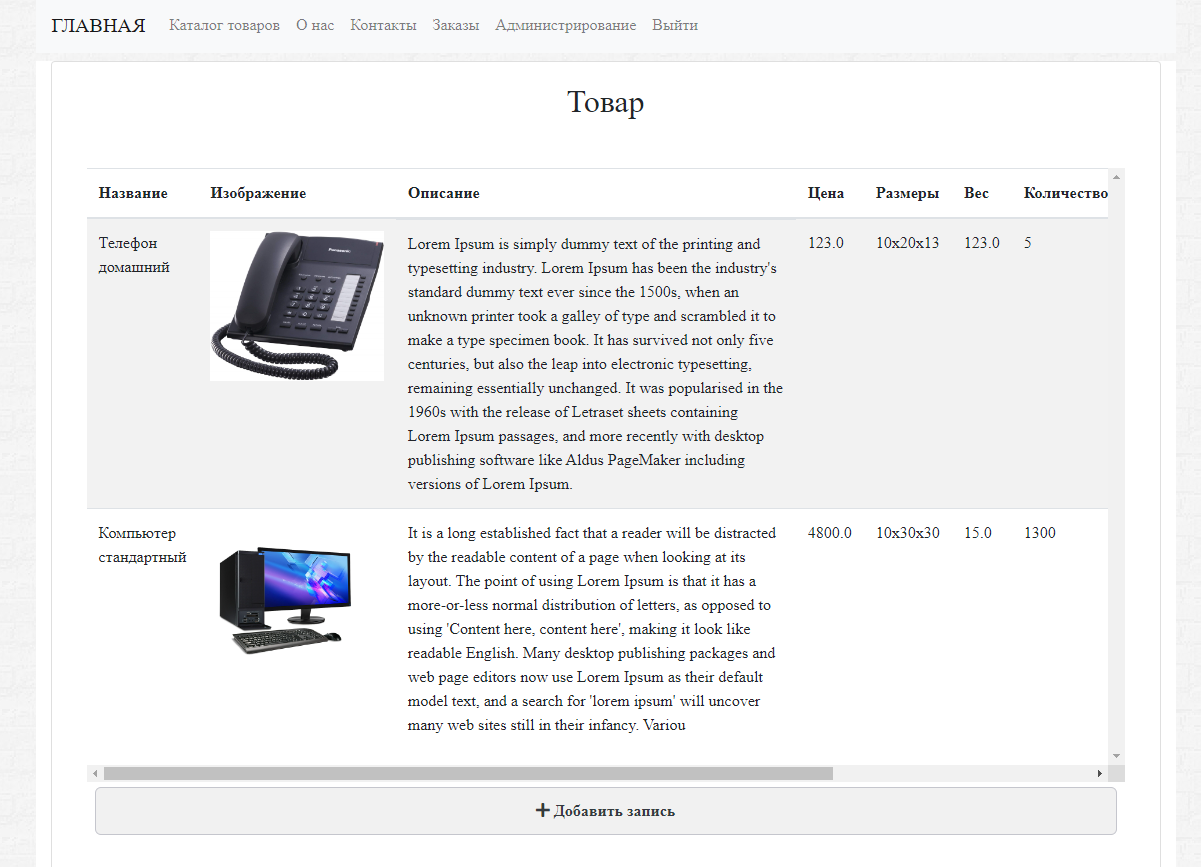 ГЛАВНАЯ Каталог товаров О нас Контакты Заказы Администрирование Выйти
Товар
Название Изображение Описание Цена Размеры Вес Количество
Телефон домашний
Panasonic
Lorem Ipsum is simply dummy text of the printing and
typesetting industry. Lorem Ipsum has been the industry's
standard dummy text ever since the 1500s, when an
unknown printer took a galley of type and scrambled it to
make a type specimen book. It has survived not only five
centuries, but also the leap into electronic typesetting,
remaining essentially unchanged. It was popularised in the
1960s with the release of Letraset sheets containing
Lorem Ipsum passages, and more recently with desktop
publishing software like Aldus PageMaker including
versions of Lorem Ipsum.
123.0 10x20x13 123.0 5
Компьютер
стандартный
It is a long established fact that a reader will be distracted
by the readable content of a page when looking at its
layout. The point of using Lorem Ipsum is that it has a
more-or-less normal distribution of letters, as opposed to
using 'Content here, content here', making it look like
readable English. Many desktop publishing packages and
web page editors now use Lorem Ipsum as their default
model text, and a search for 'lorem ipsum' will uncover
many web sites still in their infancy. Variou
4800.0 10x30x30 15.0 1300
Добавить запись